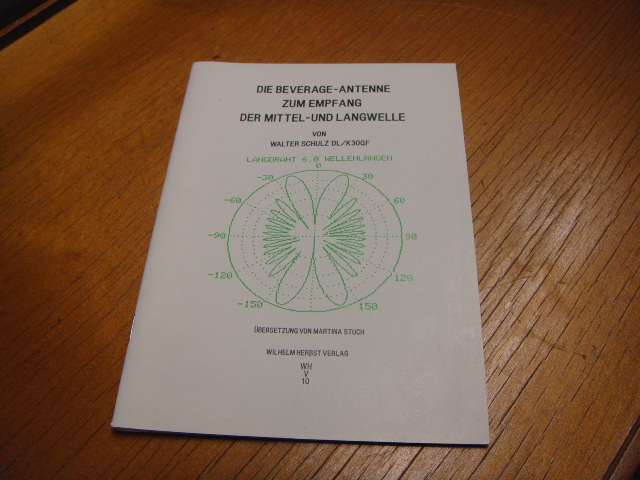 DIE BEVERAGE-ANTENNE
ZUM EMPFANG
DER MITTEL-UND LANGWELLE
VON
WALTER SCHULZ DL/K3OQF
LANGDRAHT 6.0 WELLENLANGEN
0
-30 30
-60 60
-90 90
-120 120
-150 150
ÜBERSETZUNG VON MARTINA STUCH
WILHELM HERBST VERLAG
WH
V
10